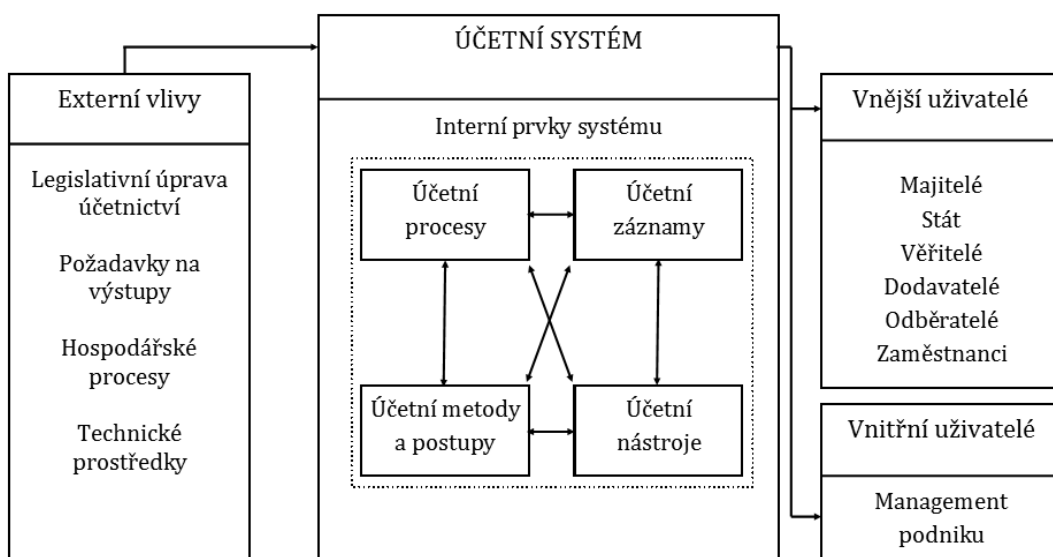 Externí vlivy
Legislativní úprava
účetnictví
Požadavky na
výstupy
Hospodářské
procesy
Technické
prostředky
ÚČETNÍ SYSTÉM
Interní prvky systému
Účetní
procesy
Účetní
záznamy
Účetní metody
a postupy
Účetní
nástroje
Vnější uživatelé
Majitelé
Stát
Věřitelé
Dodavatelé
Odběratelé
Zaměstnanci
Vnitřní uživatelé
Management
podniku